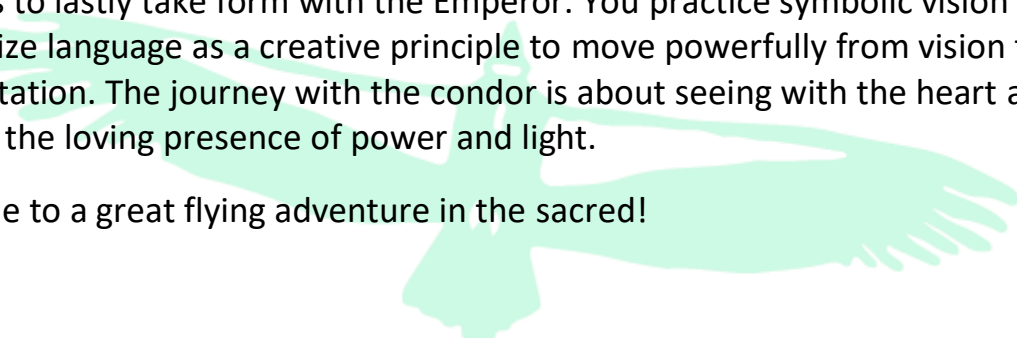 s to lastly take form with the Emperor. You practice symbolic vision
ize language as a creative principle to move powerfully from vision
tation. The journey with the condor is about seeing with the heart a
the loving presence of power and light.
e to a great flying adventure in the sacred!